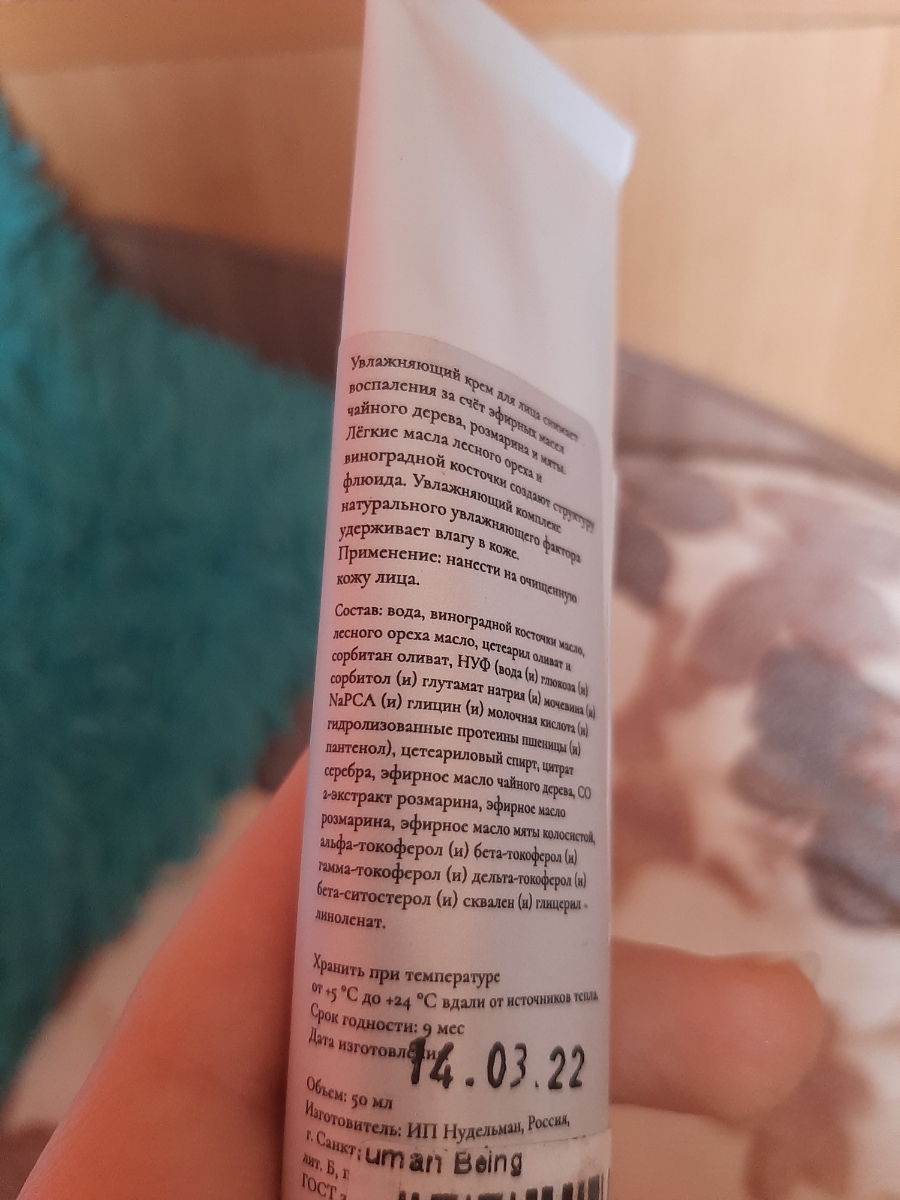 Увлажняющий крем для лица снимает
воспаления за счёт эфирных масел
чайного дерева, розмарина и мяты.
Лёгкие масла лесного ореха и
виноградной косточки создают структуру
флюида. Увлажняющий комплекс
натурального увлажняющего фактора
удерживает влагу в коже.
Применение: нанести на очищенную
кожу лица.
Состав: вода, виноградной косточки масло,
лесного ореха масло, цетеарил оливат и
сорбитан оливат, НУФ (вода (и) глюкоза (и)
сорбитол (и) глутамат натрия (и) мочевина (и)
NaPCA (и) глицин (и) молочная кислота (и)
гидролизованные протеины пшеницы (и)
пантенол), цетеариловый спирт, цитрат
серебра, эфирное масло чайного дерева, СО
2-экстракт розмарина, эфирное масло
розмарина, эфирное масло мяты колосистой,
альфа-токоферол (и) бета-токоферол (и)
гамма-токоферол (и) дельта-токоферол (и)
бета-ситостерол (и) сквален (и) глицерил -
линоленат.
Хранить при температуре
от +5 °C до +24 °C вдали от источников тепла.
Срок годности: 9 мес
Дата изготовлени 14.03.22
Объем: 50 мл
Изготовитель: ИП Нудельман, Россия,
г. Санкт
uman Being
лит. Б,
ГОСТ